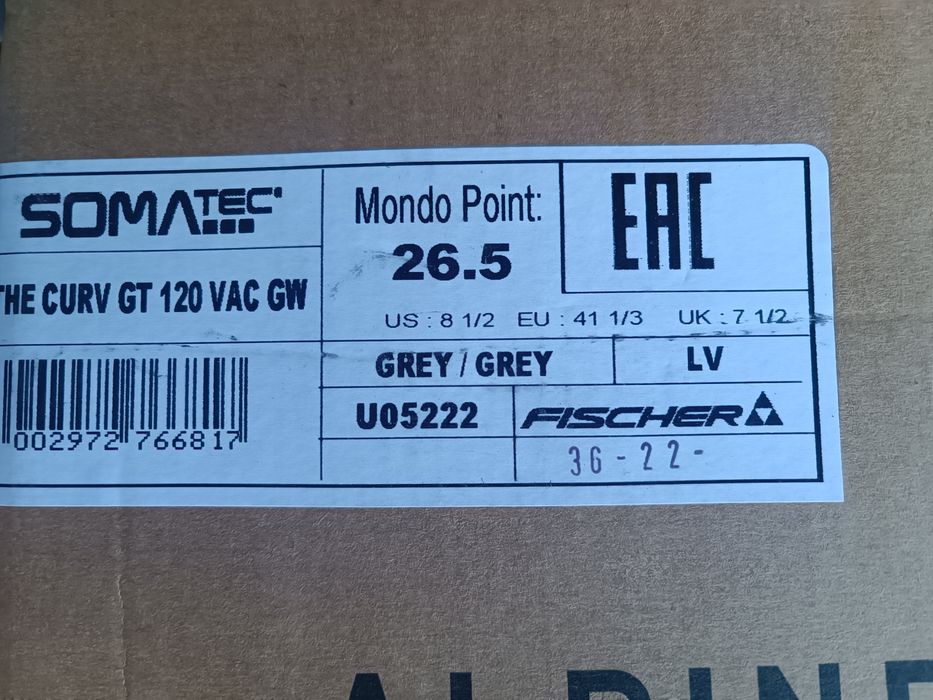 SOMATEC
THE CURV GT 120 VAC GW
002972 766817
Mondo Point:
26.5
EAC
US : 8 1/2 EU : 41 1/3 UK : 7 1/2
GREY / GREY
LV
U05222
FISCHER
36-22-
ALPINE